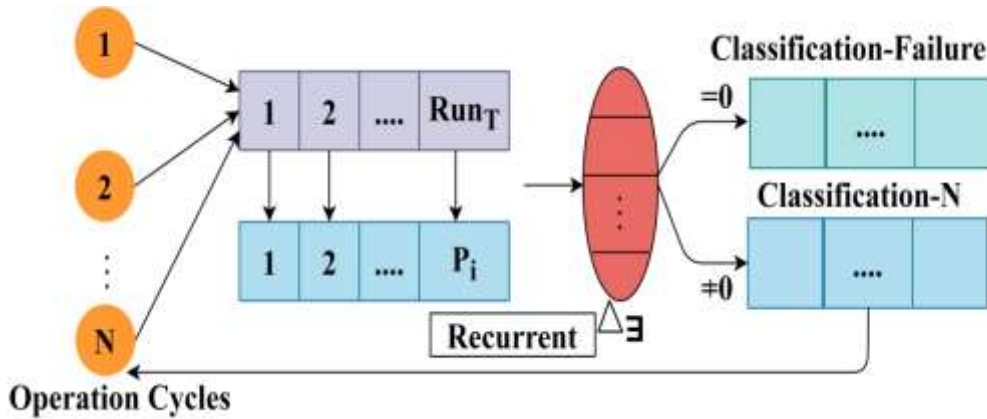 1
2
⋮
N
Operation Cycles
1 2 .... Run_T
1 2 .... P_i
⋮
Recurrent
Δ∃
=0
Classification-Failure
....
Classification-N
≠0
....